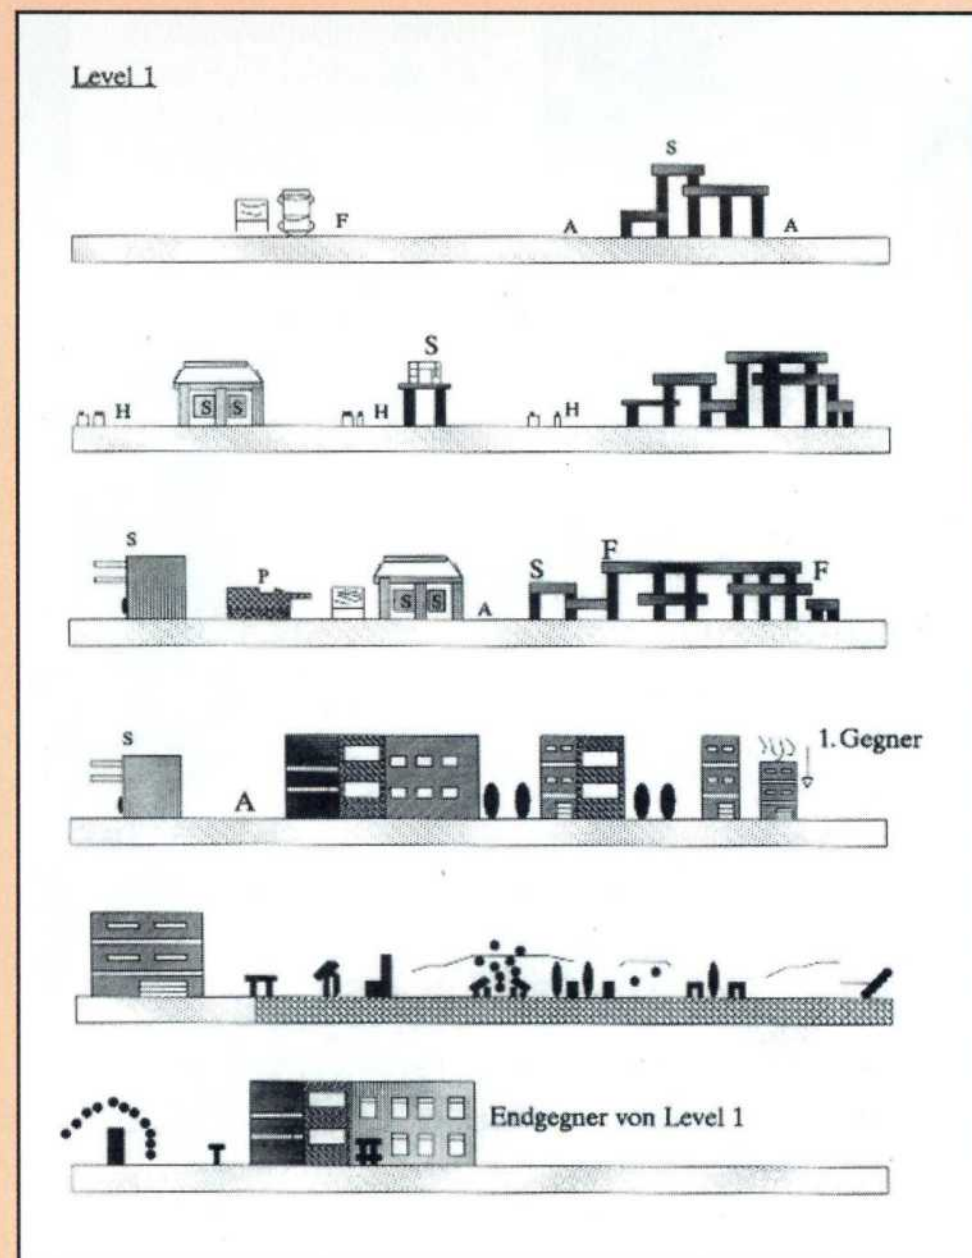 Level 1
S
F A A
S
H S S H H
S F
P S F
S S A
S
1. Gegner
A
Endgegner von Level 1